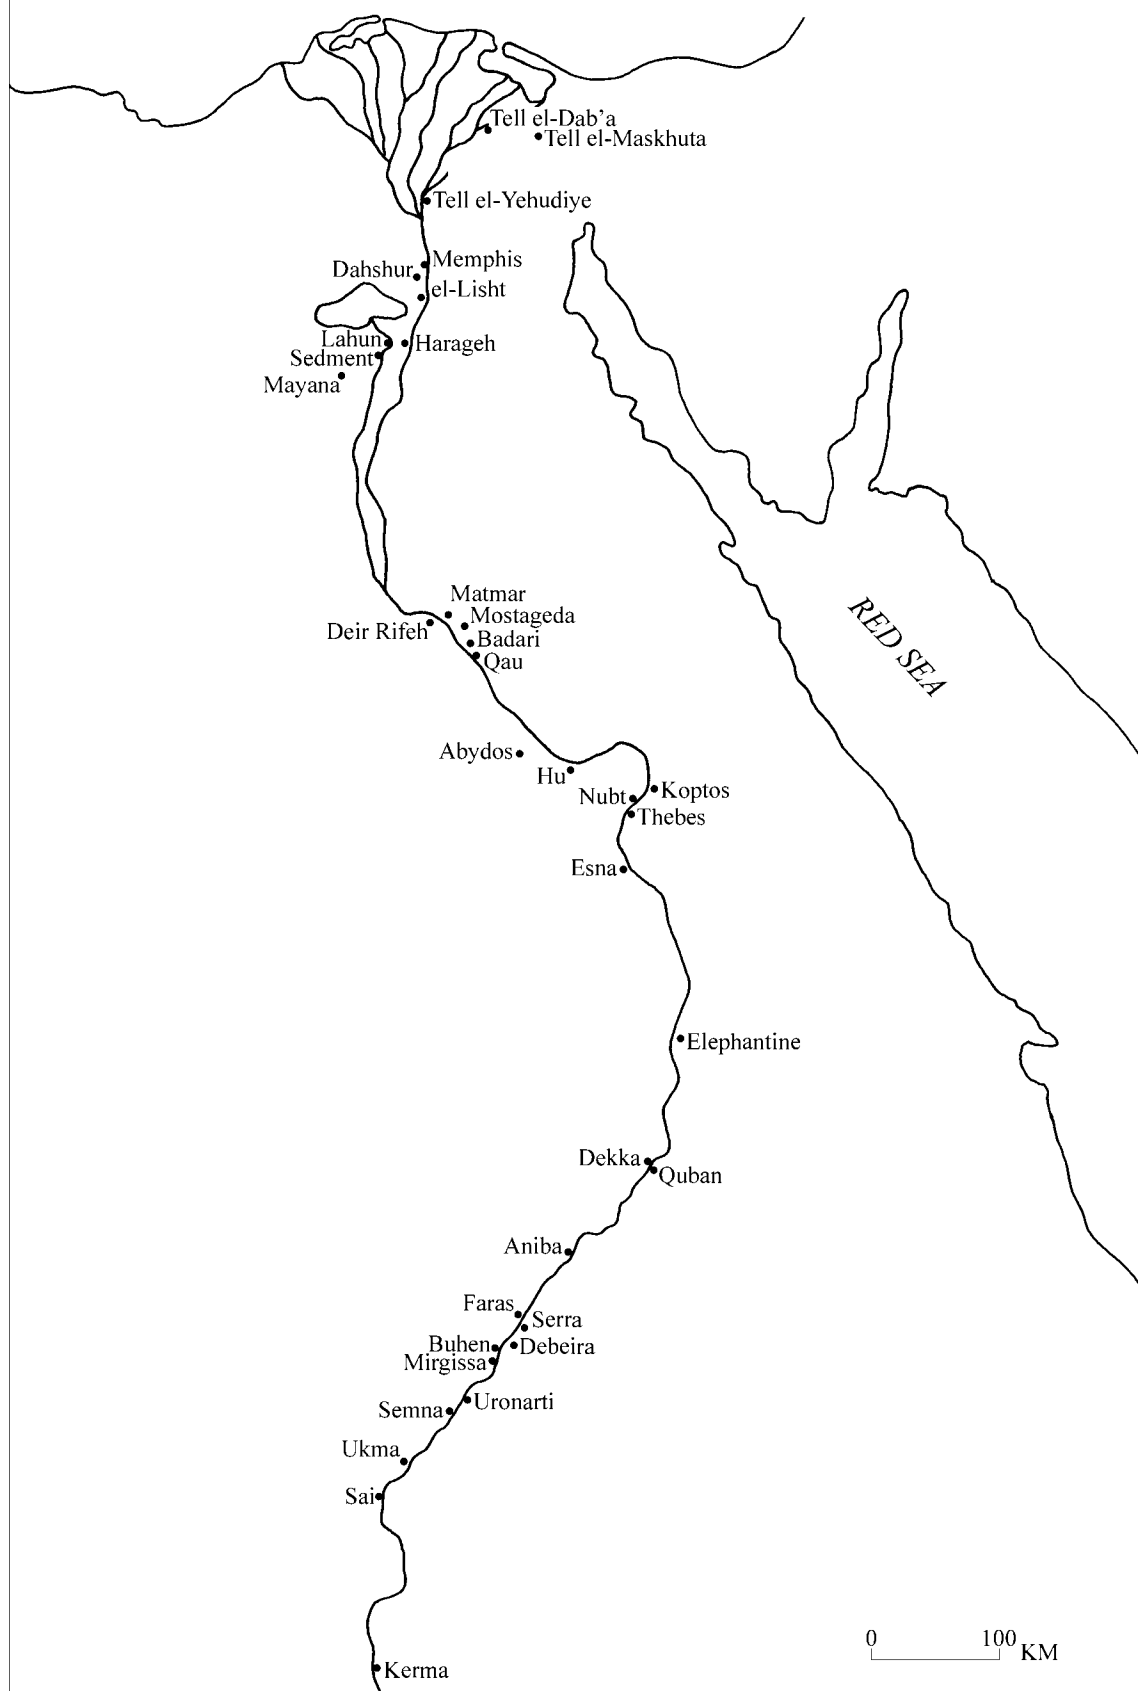 Tell el-Dab’a
Tell el-Maskhuta
Tell el-Yehudiye
Memphis
Dahshur
el-Lisht
Lahun
Harageh
Sedment
Mayana
Matmar
Mostageda
Deir Rifeh
Badari
Qau
RED SEA
Abydos
Hu
Koptos
Nubt
Thebes
Esna
Elephantine
Dekka
Quban
Aniba
Faras
Serra
Buhen
Debeira
Mirgissa
Uronarti
Semna
Ukma
Sai
0 100 KM
Kerma